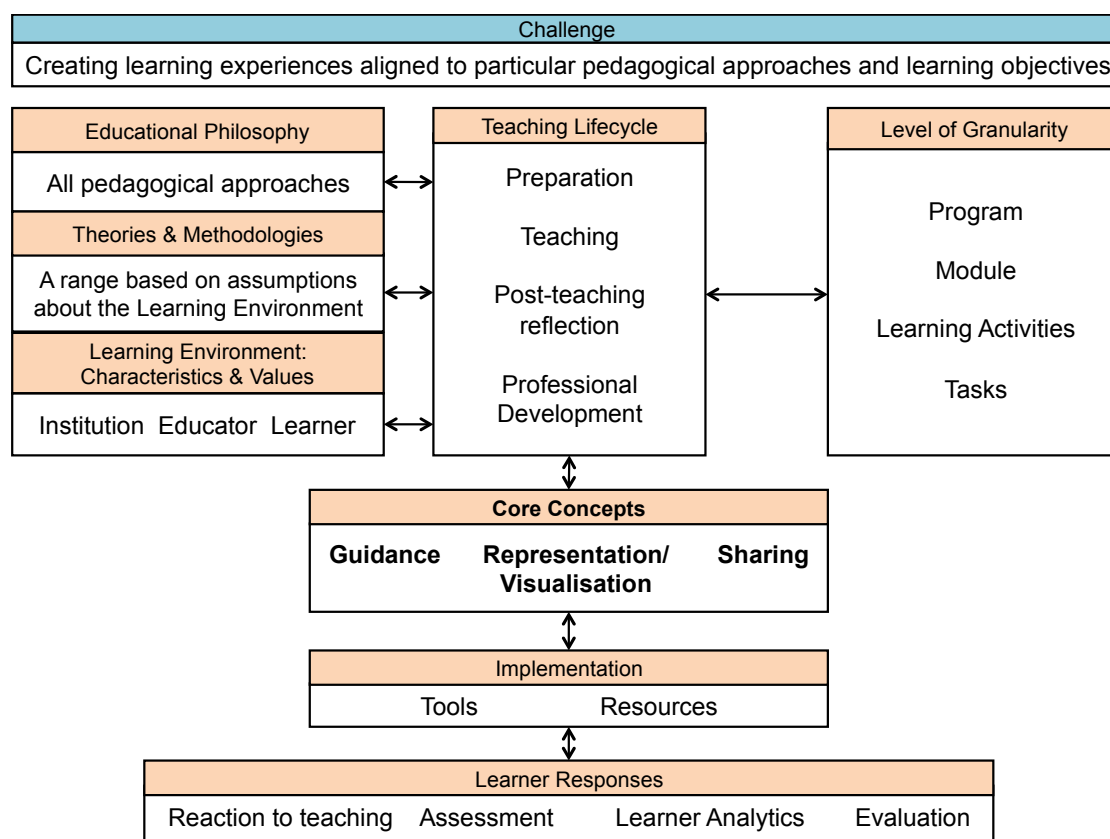 Challenge
Creating learning experiences aligned to particular pedagogical approaches and learning objectives
Educational Philosophy
All pedagogical approaches
Theories & Methodologies
A range based on assumptions
about the Learning Environment
Learning Environment:
Characteristics & Values
Institution Educator Learner
Teaching Lifecycle
Preparation
Teaching
Post-teaching
reflection
Professional
Development
Level of Granularity
Program
Module
Learning Activities
Tasks
Core Concepts
Guidance Representation/ Sharing
Visualisation
Implementation
Tools Resources
Learner Responses
Reaction to teaching Assessment Learner Analytics Evaluation